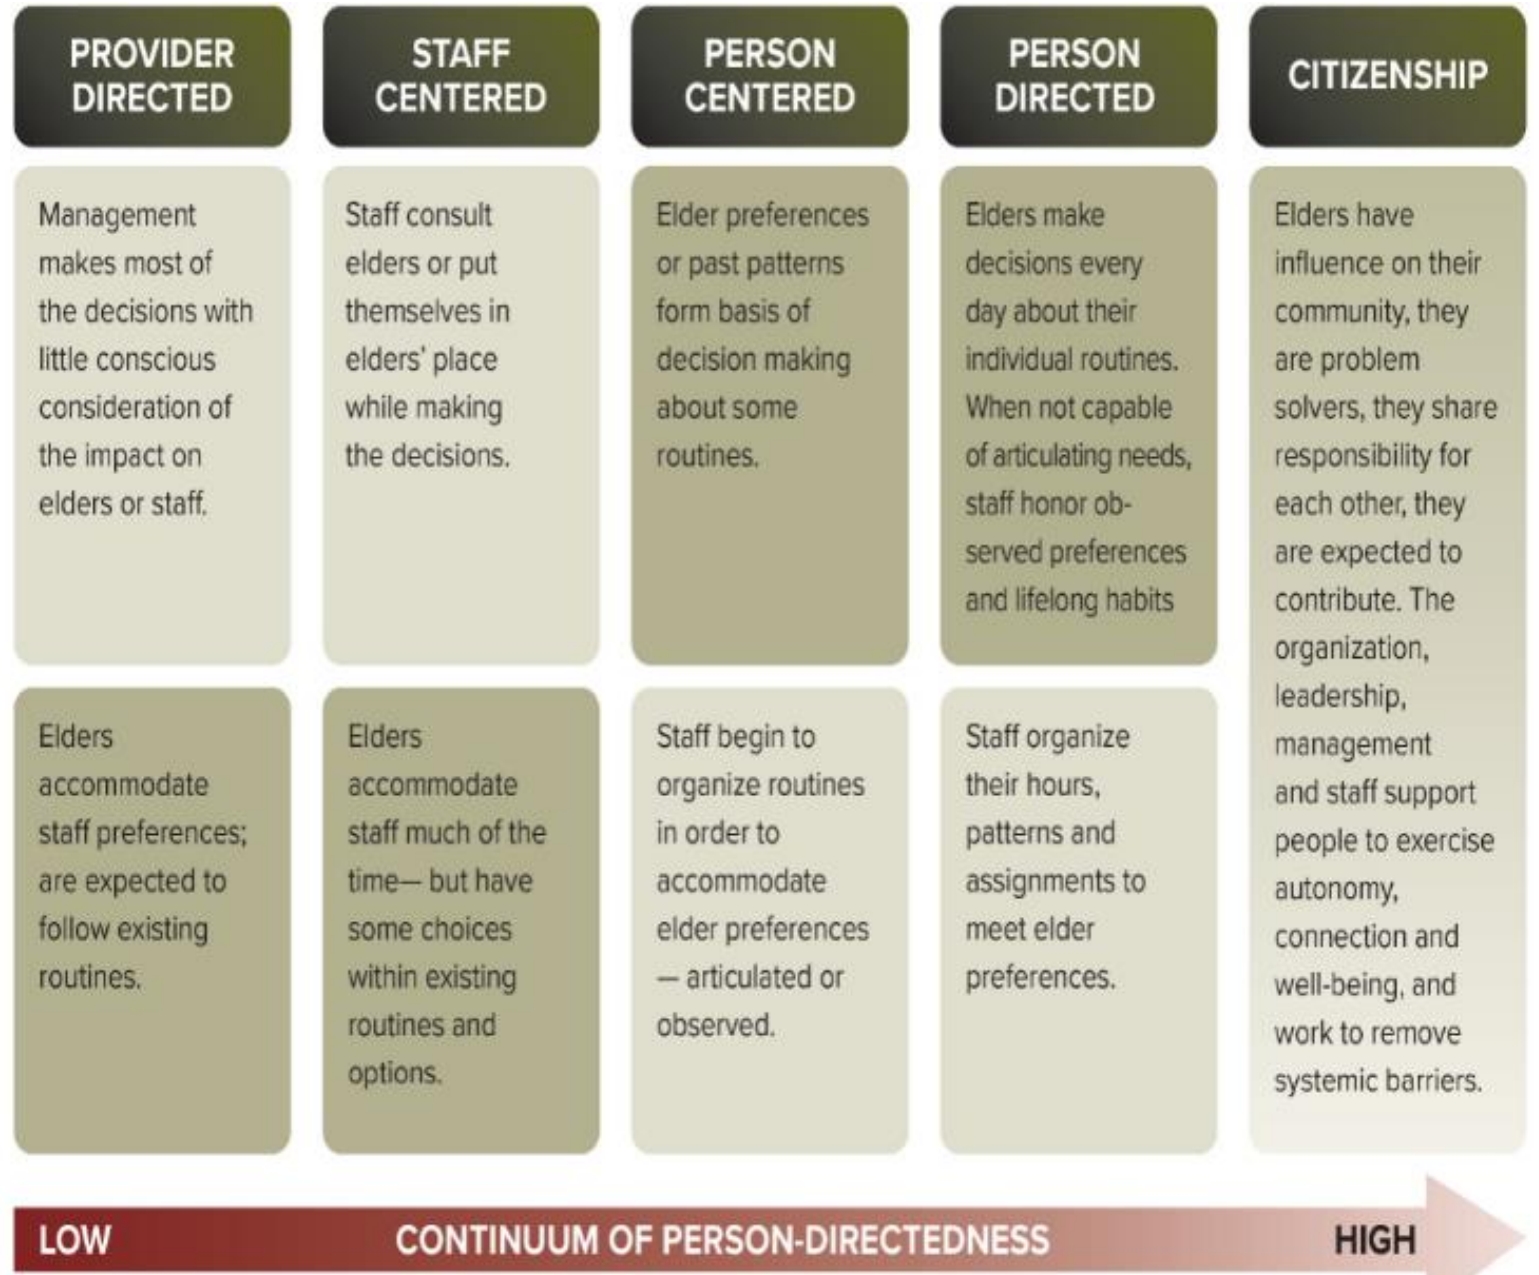 PROVIDER
DIRECTED
Management
makes most of
the decisions with
little conscious
consideration of
the impact on
elders or staff.
Elders
accommodate
staff preferences;
are expected to
follow existing
routines.
STAFF
CENTERED
Staff consult
elders or put
themselves in
elders' place
while making
the decisions.
Elders
accommodate
staff much of the
time— but have
some choices
within existing
routines and
options.
PERSON
CENTERED
Elder preferences
or past patterns
form basis of
decision making
about some
routines.
Staff begin to
organize routines
in order to
accommodate
elder preferences
— articulated or
observed.
PERSON
DIRECTED
Elders make
decisions every
day about their
individual routines.
When not capable
of articulating needs,
staff honor ob-
served preferences
and lifelong habits
Staff organize
their hours,
patterns and
assignments to
meet elder
preferences.
CITIZENSHIP
Elders have
influence on their
community, they
are problem
solvers, they share
responsibility for
each other, they
are expected to
contribute. The
organization,
leadership,
management
and staff support
people to exercise
autonomy,
connection and
well-being, and
work to remove
systemic barriers.
LOW CONTINUUM OF PERSON-DIRECTEDNESS HIGH